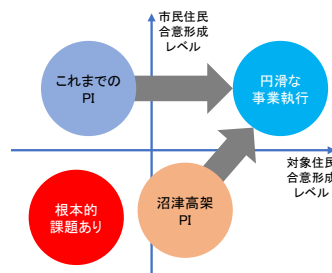 市民住民
合意形成
レベル
これまでの
PI
円滑な
事業執行
対象住民
合意形成
レベル
根本的
課題あり
沼津高架
PI